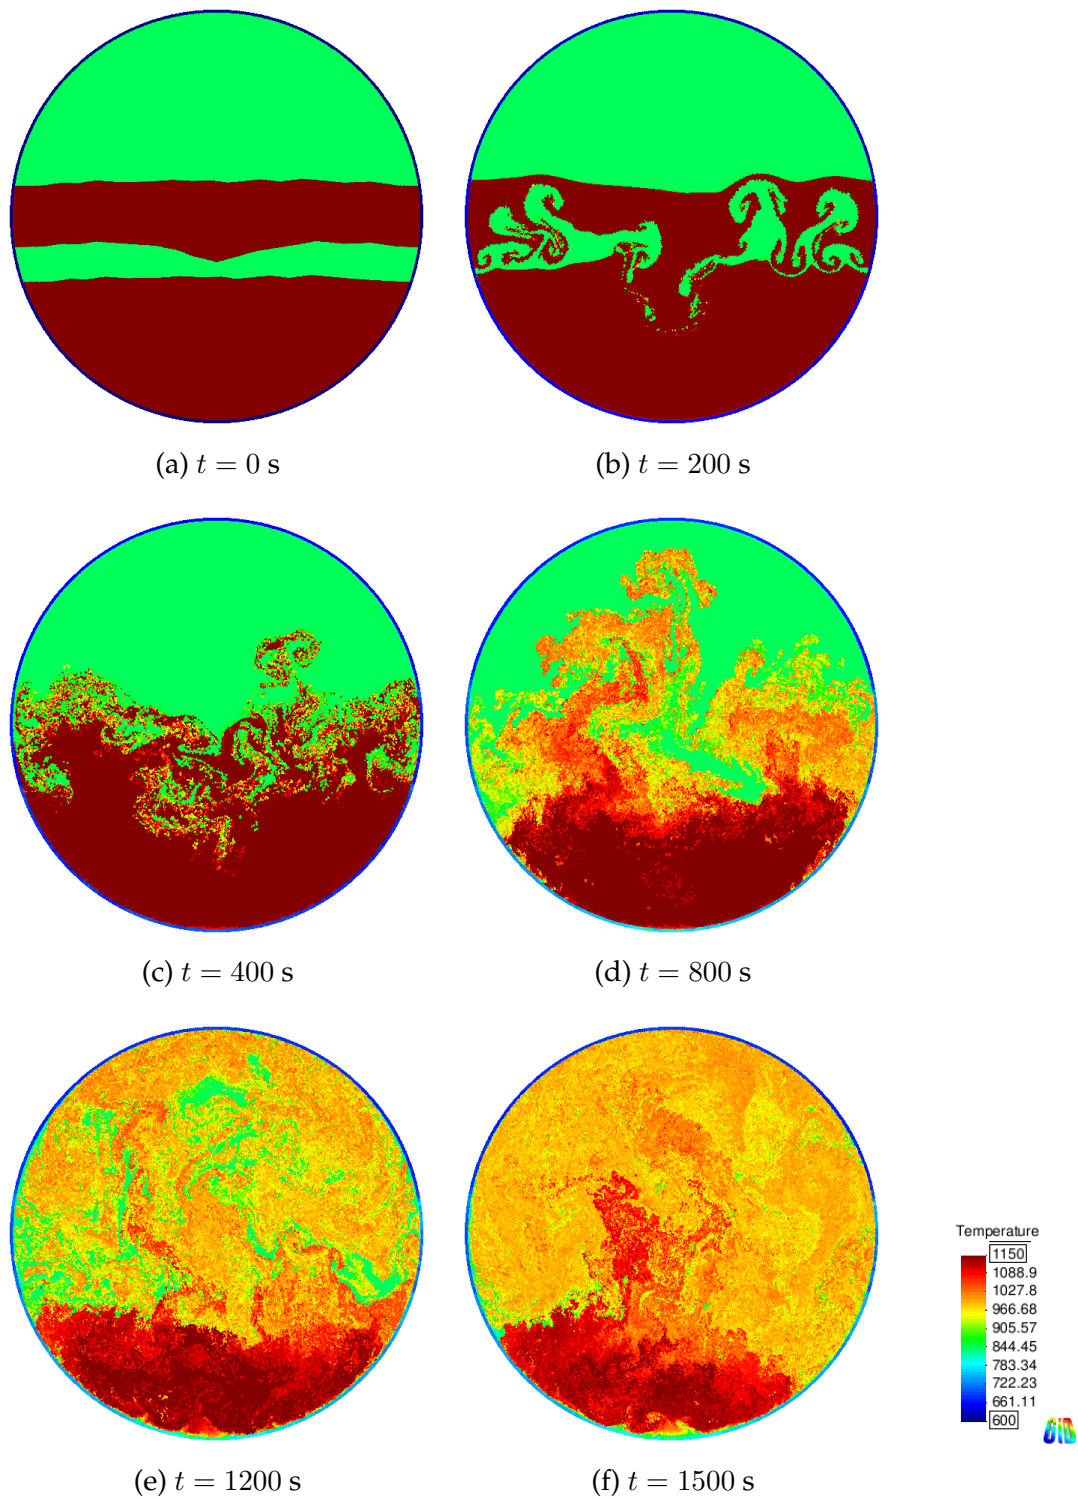 (a) t = 0 s
(b) t = 200 s
(c) t = 400 s
(d) t = 800 s
(e) t = 1200 s
(f) t = 1500 s
Temperature
1150
1088.9
1027.8
966.68
905.57
844.45
783.34
722.23
661.11
600
GiD